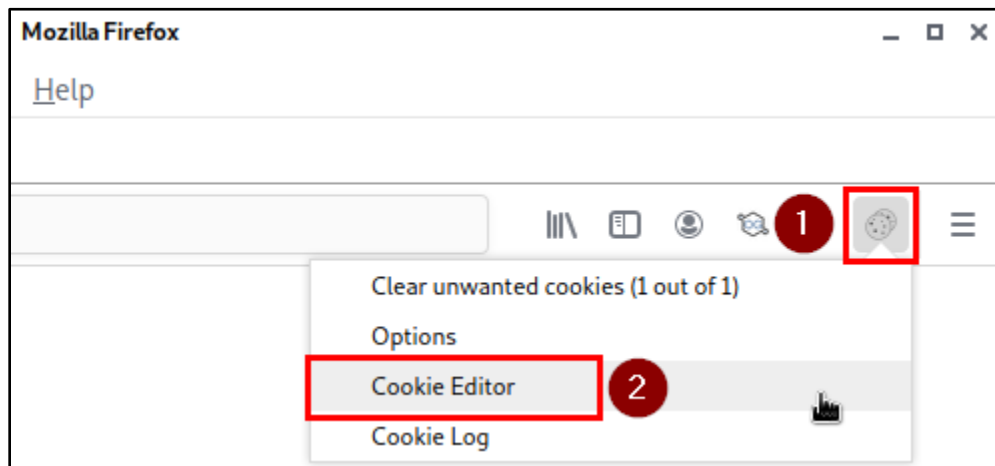 Mozilla Firefox
Help
1
Clear unwanted cookies (1 out of 1)
Options
Cookie Editor
2
Cookie Log